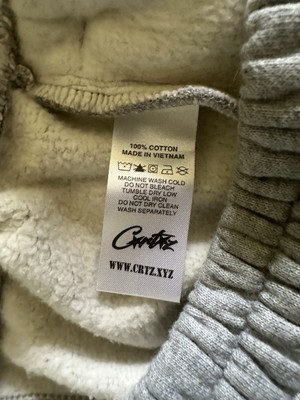 100% COTTON
MADE IN VIETNAM
MACHINE WASH COLD
DO NOT BLEACH
TUMBLE DRY LOW
COOL IRON
DO NOT DRY CLEAN
WASH SEPARATELY
Corteiz
WWW.CRTZ.XYZ